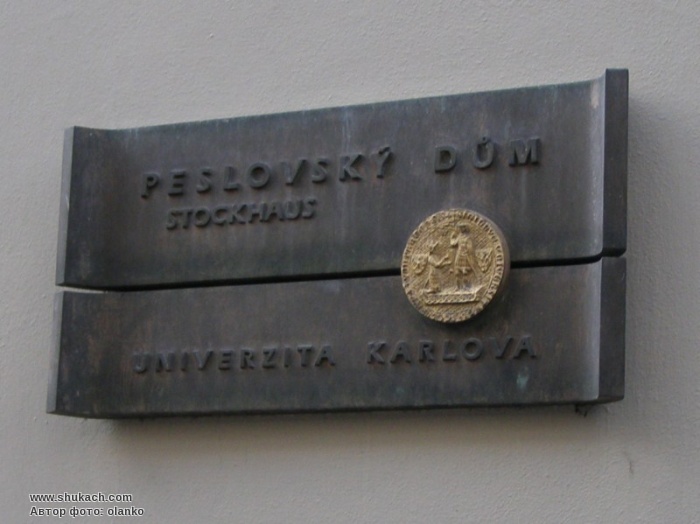 PESLOVSKÝ DŮM
STOCKHAUS
UNIVERZITA KARLOVA
www.shukach.com
Автор фото: olanko